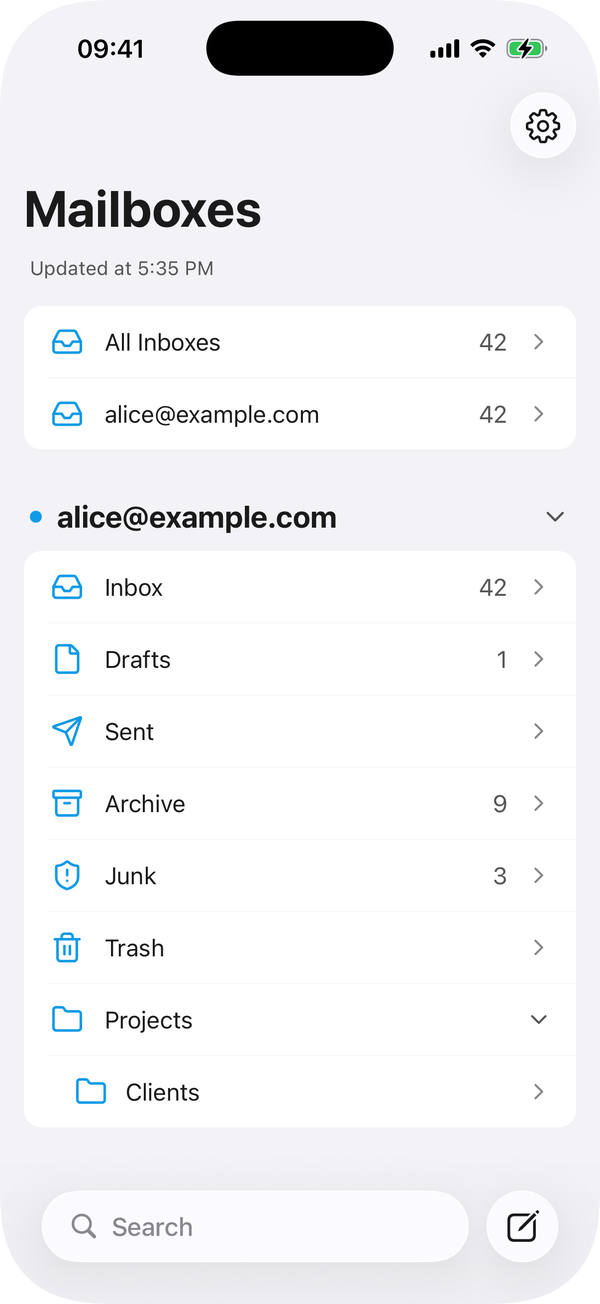 09:41
Mailboxes
Updated at 5:35 PM
All Inboxes 42
alice@example.com 42
alice@example.com
Inbox 42
Drafts 1
Sent
Archive 9
Junk 3
Trash
Projects
Clients
Search